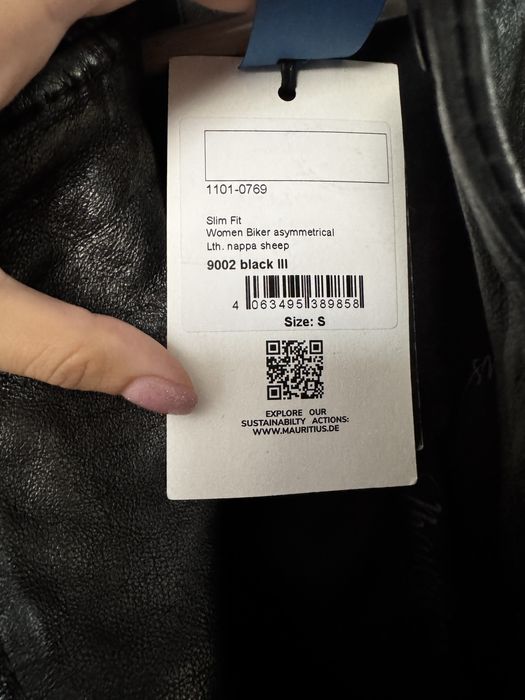 1101-0769
Slim Fit
Women Biker asymmetrical
Lth. nappa sheep
9002 black III
4 063495 389858
Size: S
EXPLORE OUR
SUSTAINABILTY ACTIONS:
WWW.MAURITIUS.DE